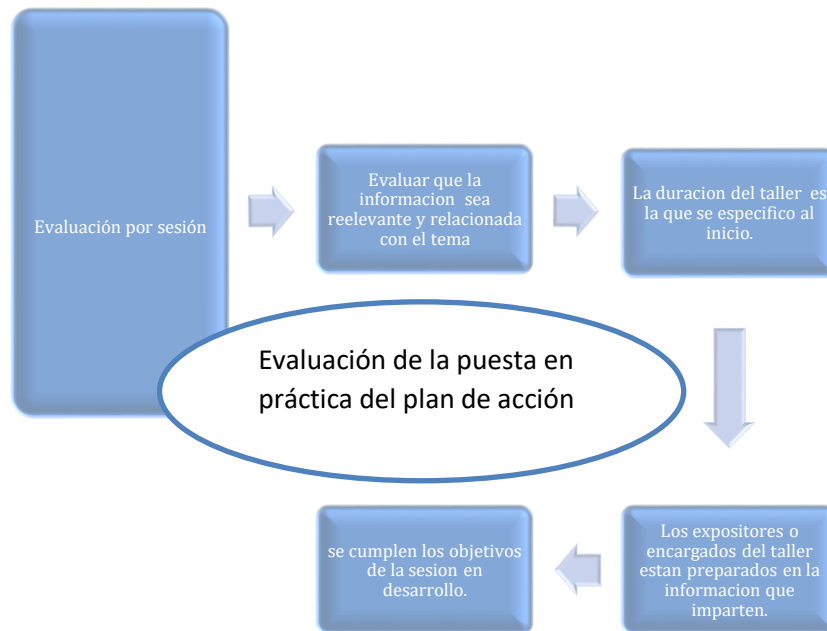 Evaluación por sesión
Evaluar que la
informacion sea
reelevante y relacionada
con el tema
La duracion del taller es
la que se especifico al
inicio.
Evaluación de la puesta en
práctica del plan de acción
Los expositores o
encargados del taller
estan preparados en la
informacion que
imparten.
se cumplen los objetivos
de la sesion en
desarrollo.